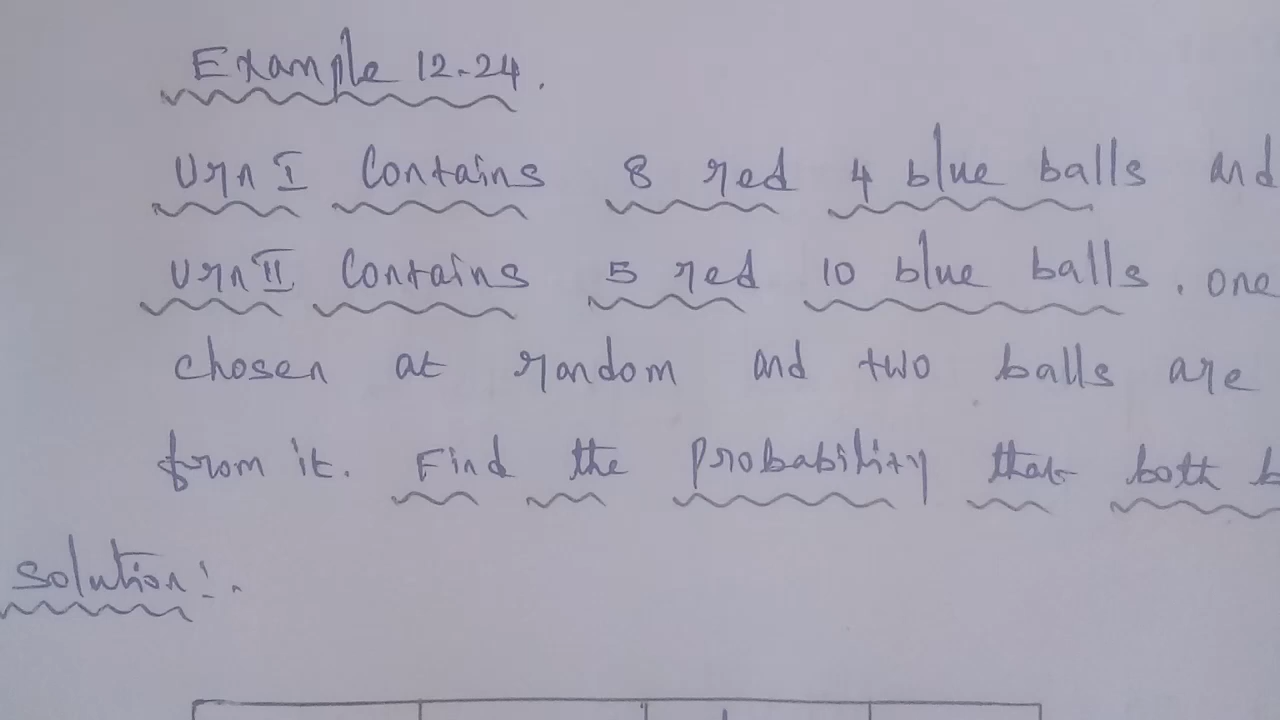 Example 12.24.
Urn I Contains 8 red 4 blue balls and
Urn II Contains 5 red 10 blue balls. one
chosen at random and two balls are
from it. Find the probability that both
Solution:.